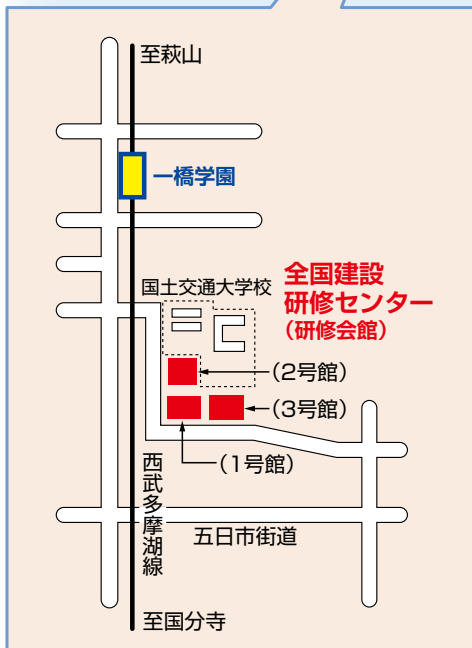 至萩山
一橋学園
国土交通大学校
全国建設
研修センター
（研修会館）
（2号館）
（3号館）
（1号館）
西武多摩湖線
五日市街道
至国分寺